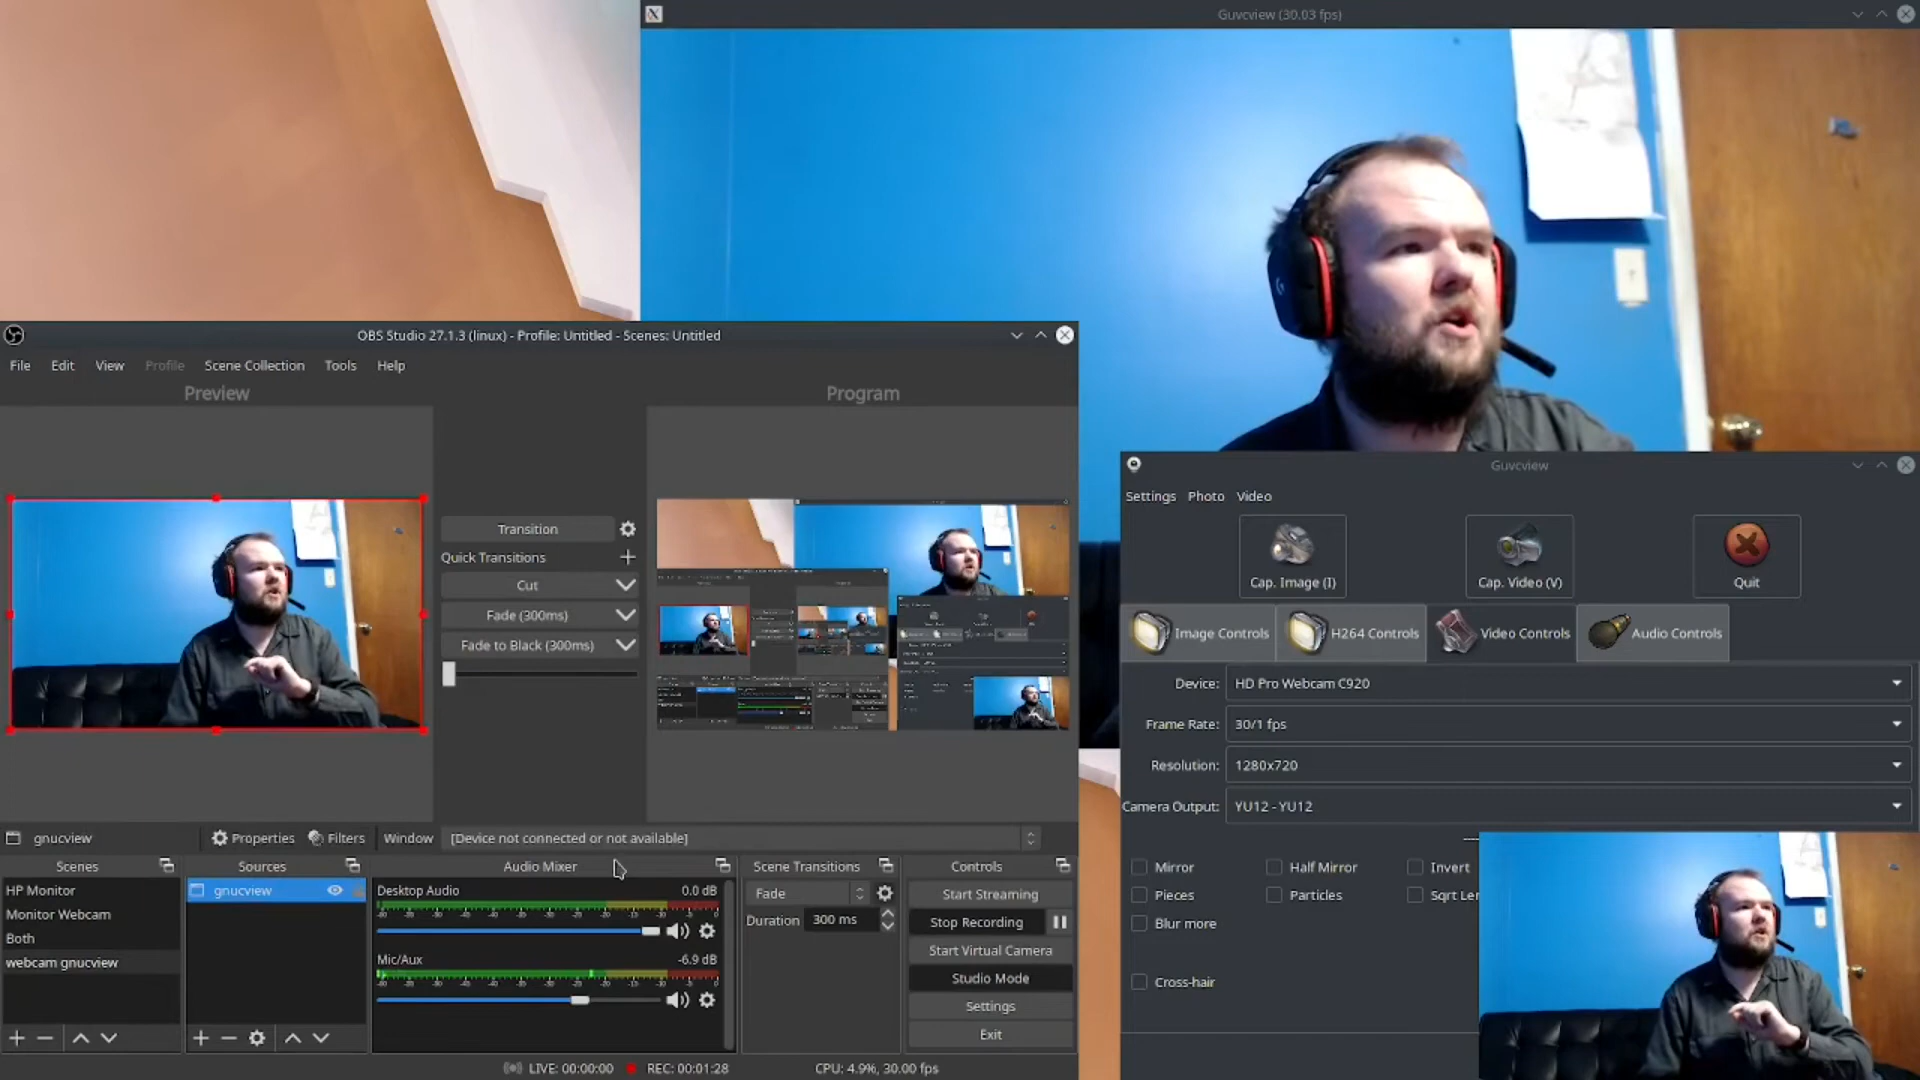 Guvcview (30.03 fps)
OBS Studio 27.1.3 (linux) - Profile: Untitled - Scenes: Untitled
File Edit View Profile Scene Collection Tools Help
Preview
Program
Transition
Quick Transitions
Cut
Fade (300ms)
Fade to Black (300ms)
gnucview Properties Filters Window [Device not connected or not available]
Scenes
HP Monitor
Monitor Webcam
Both
webcam gnucview
Sources
gnucview
Audio Mixer
Desktop Audio 0.0 dB
Mic/Aux -6.9 dB
Scene Transitions
Fade
Duration 300 ms
Controls
Start Streaming
Stop Recording
Start Virtual Camera
Studio Mode
Settings
Exit
LIVE: 00:00:00 REC: 00:01:28 CPU: 4.9%, 30.00 fps
Guvcview
Settings Photo Video
Cap. Image (I) Cap. Video (V) Quit
Image Controls H264 Controls Video Controls Audio Controls
Device: HD Pro Webcam C920
Frame Rate: 30/1 fps
Resolution: 1280x720
Camera Output: YU12 - YU12
Mirror Half Mirror Invert
Pieces Particles Sqrt Len
Blur more
Cross-hair